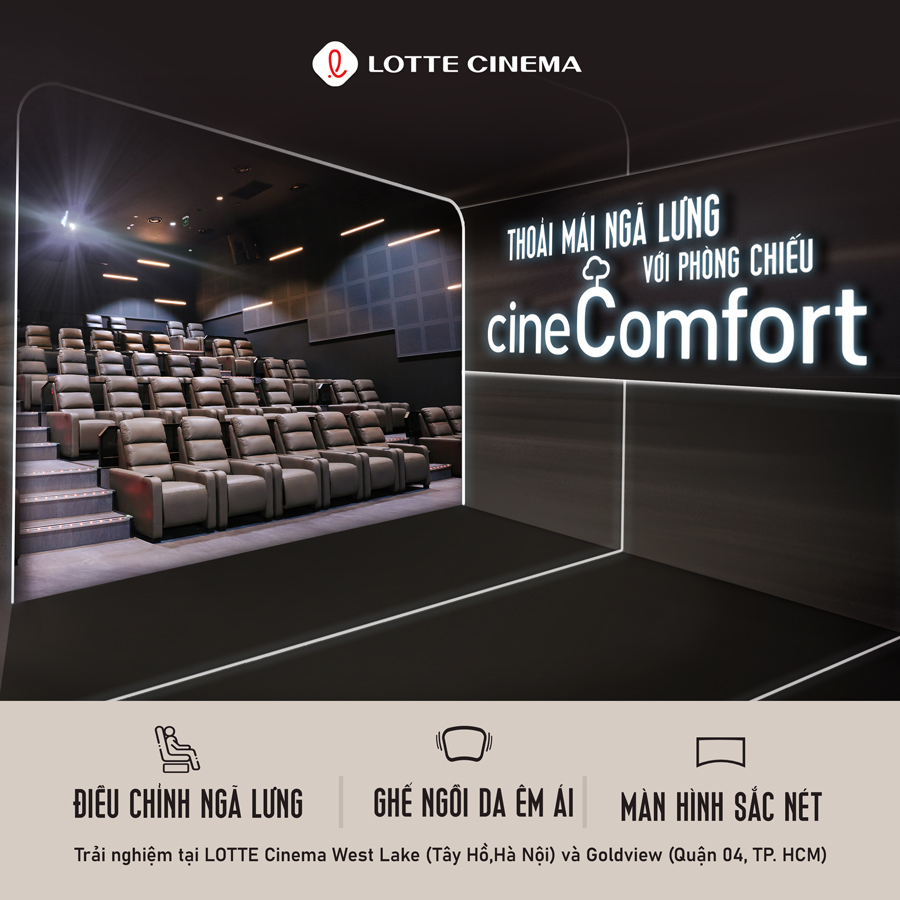 LOTTE CINEMA
THOẢI MÁI NGÃ LƯNG
VỚI PHÒNG CHIẾU
cineComfort
ĐIỀU CHỈNH NGÃ LƯNG
GHẾ NGỒI DA ÊM ÁI
MÀN HÌNH SẮC NÉT
Trải nghiệm tại LOTTE Cinema West Lake (Tây Hồ,Hà Nội) và Goldview (Quận 04, TP. HCM)